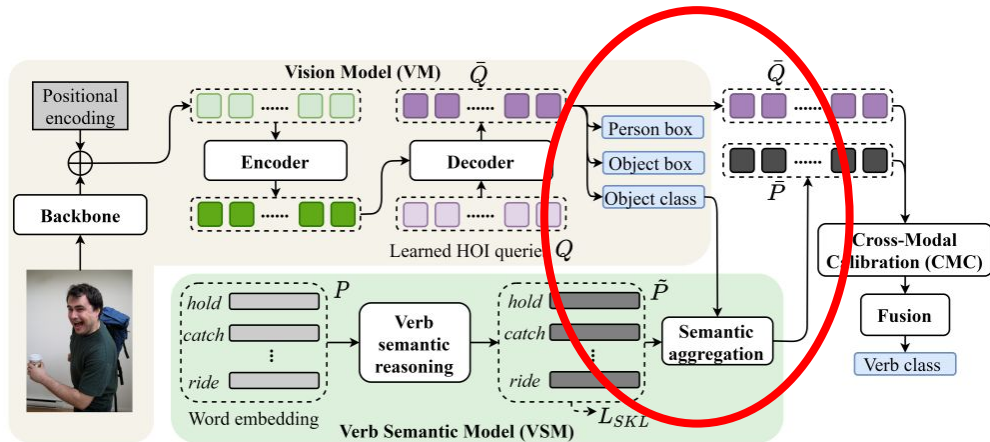 Vision Model (VM)
Q̄
Q̄
Positional
encoding
Person box
Encoder
Decoder
Object box
P̄
Backbone
Object class
Learned HOI queries Q
Cross-Modal
Calibration (CMC)
hold
P
hold
P̃
catch
Verb
semantic
reasoning
catch
Semantic
aggregation
Fusion
ride
ride
Verb class
Word embedding
L_SKL
Verb Semantic Model (VSM)